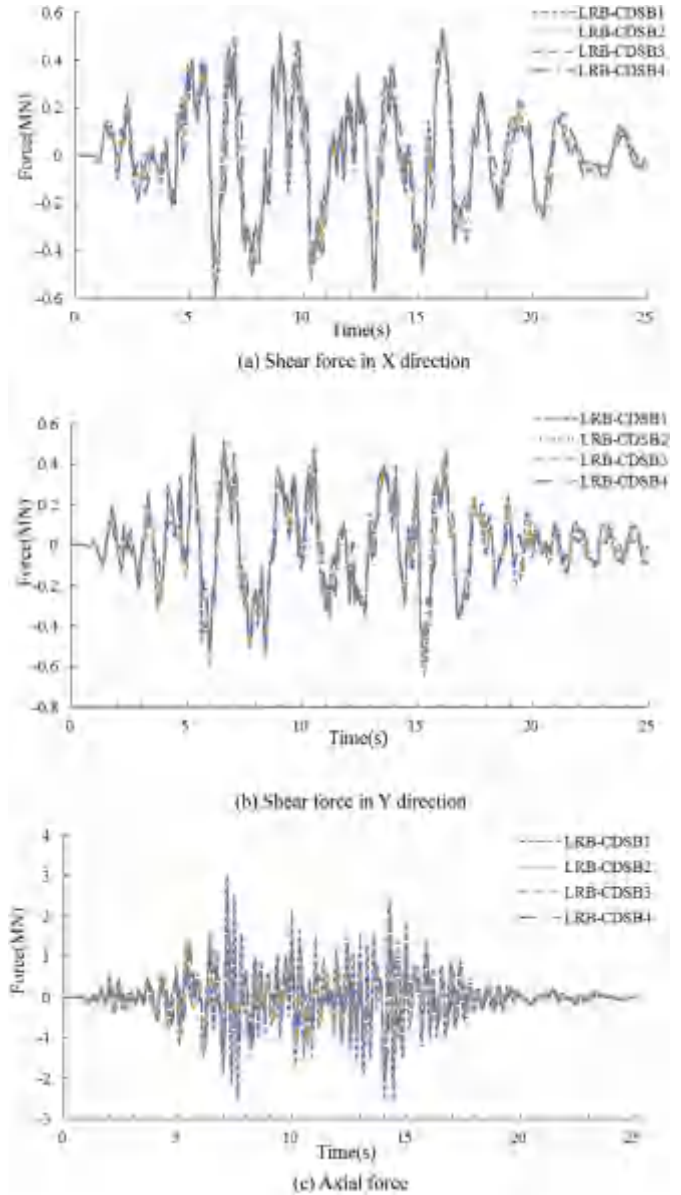 0.6
0.4
0.2
0
-0.2
-0.4
-0.6
Force(MN)
LRB-CDSB1
LRB-CDSB2
LRB-CDSB3
LRB-CDSB4
0 5 10 15 20 25
Time(s)
(a) Shear force in X direction
0.6
0.4
0.2
0
-0.2
-0.4
-0.6
-0.8
Force(MN)
LRB-CDSB1
LRB-CDSB2
LRB-CDSB3
LRB-CDSB4
0 5 10 15 20 25
Time(s)
(b) Shear force in Y direction
4
3
2
1
0
-1
-2
-3
Force(MN)
LRB-CDSB1
LRB-CDSB2
LRB-CDSB3
LRB-CDSB4
0 5 10 15 20 25
Time(s)
(c) Axial force